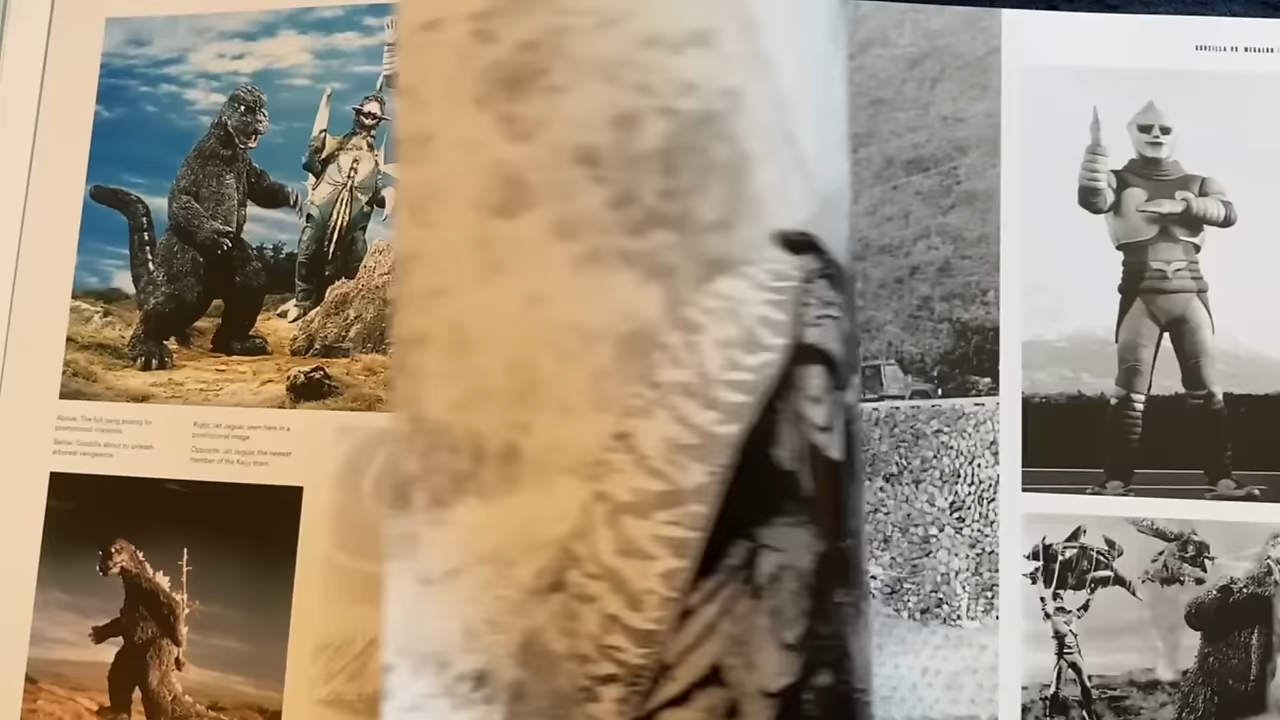 GODZILLA VS MEGALON
Above: The full gang posing for
promotional materials.
Below: Godzilla about to unleash
arboreal vengeance.
Right: Jet Jaguar, seen here in a
promotional image.
Opposite: Jet Jaguar, the newest
member of the Kaiju team.